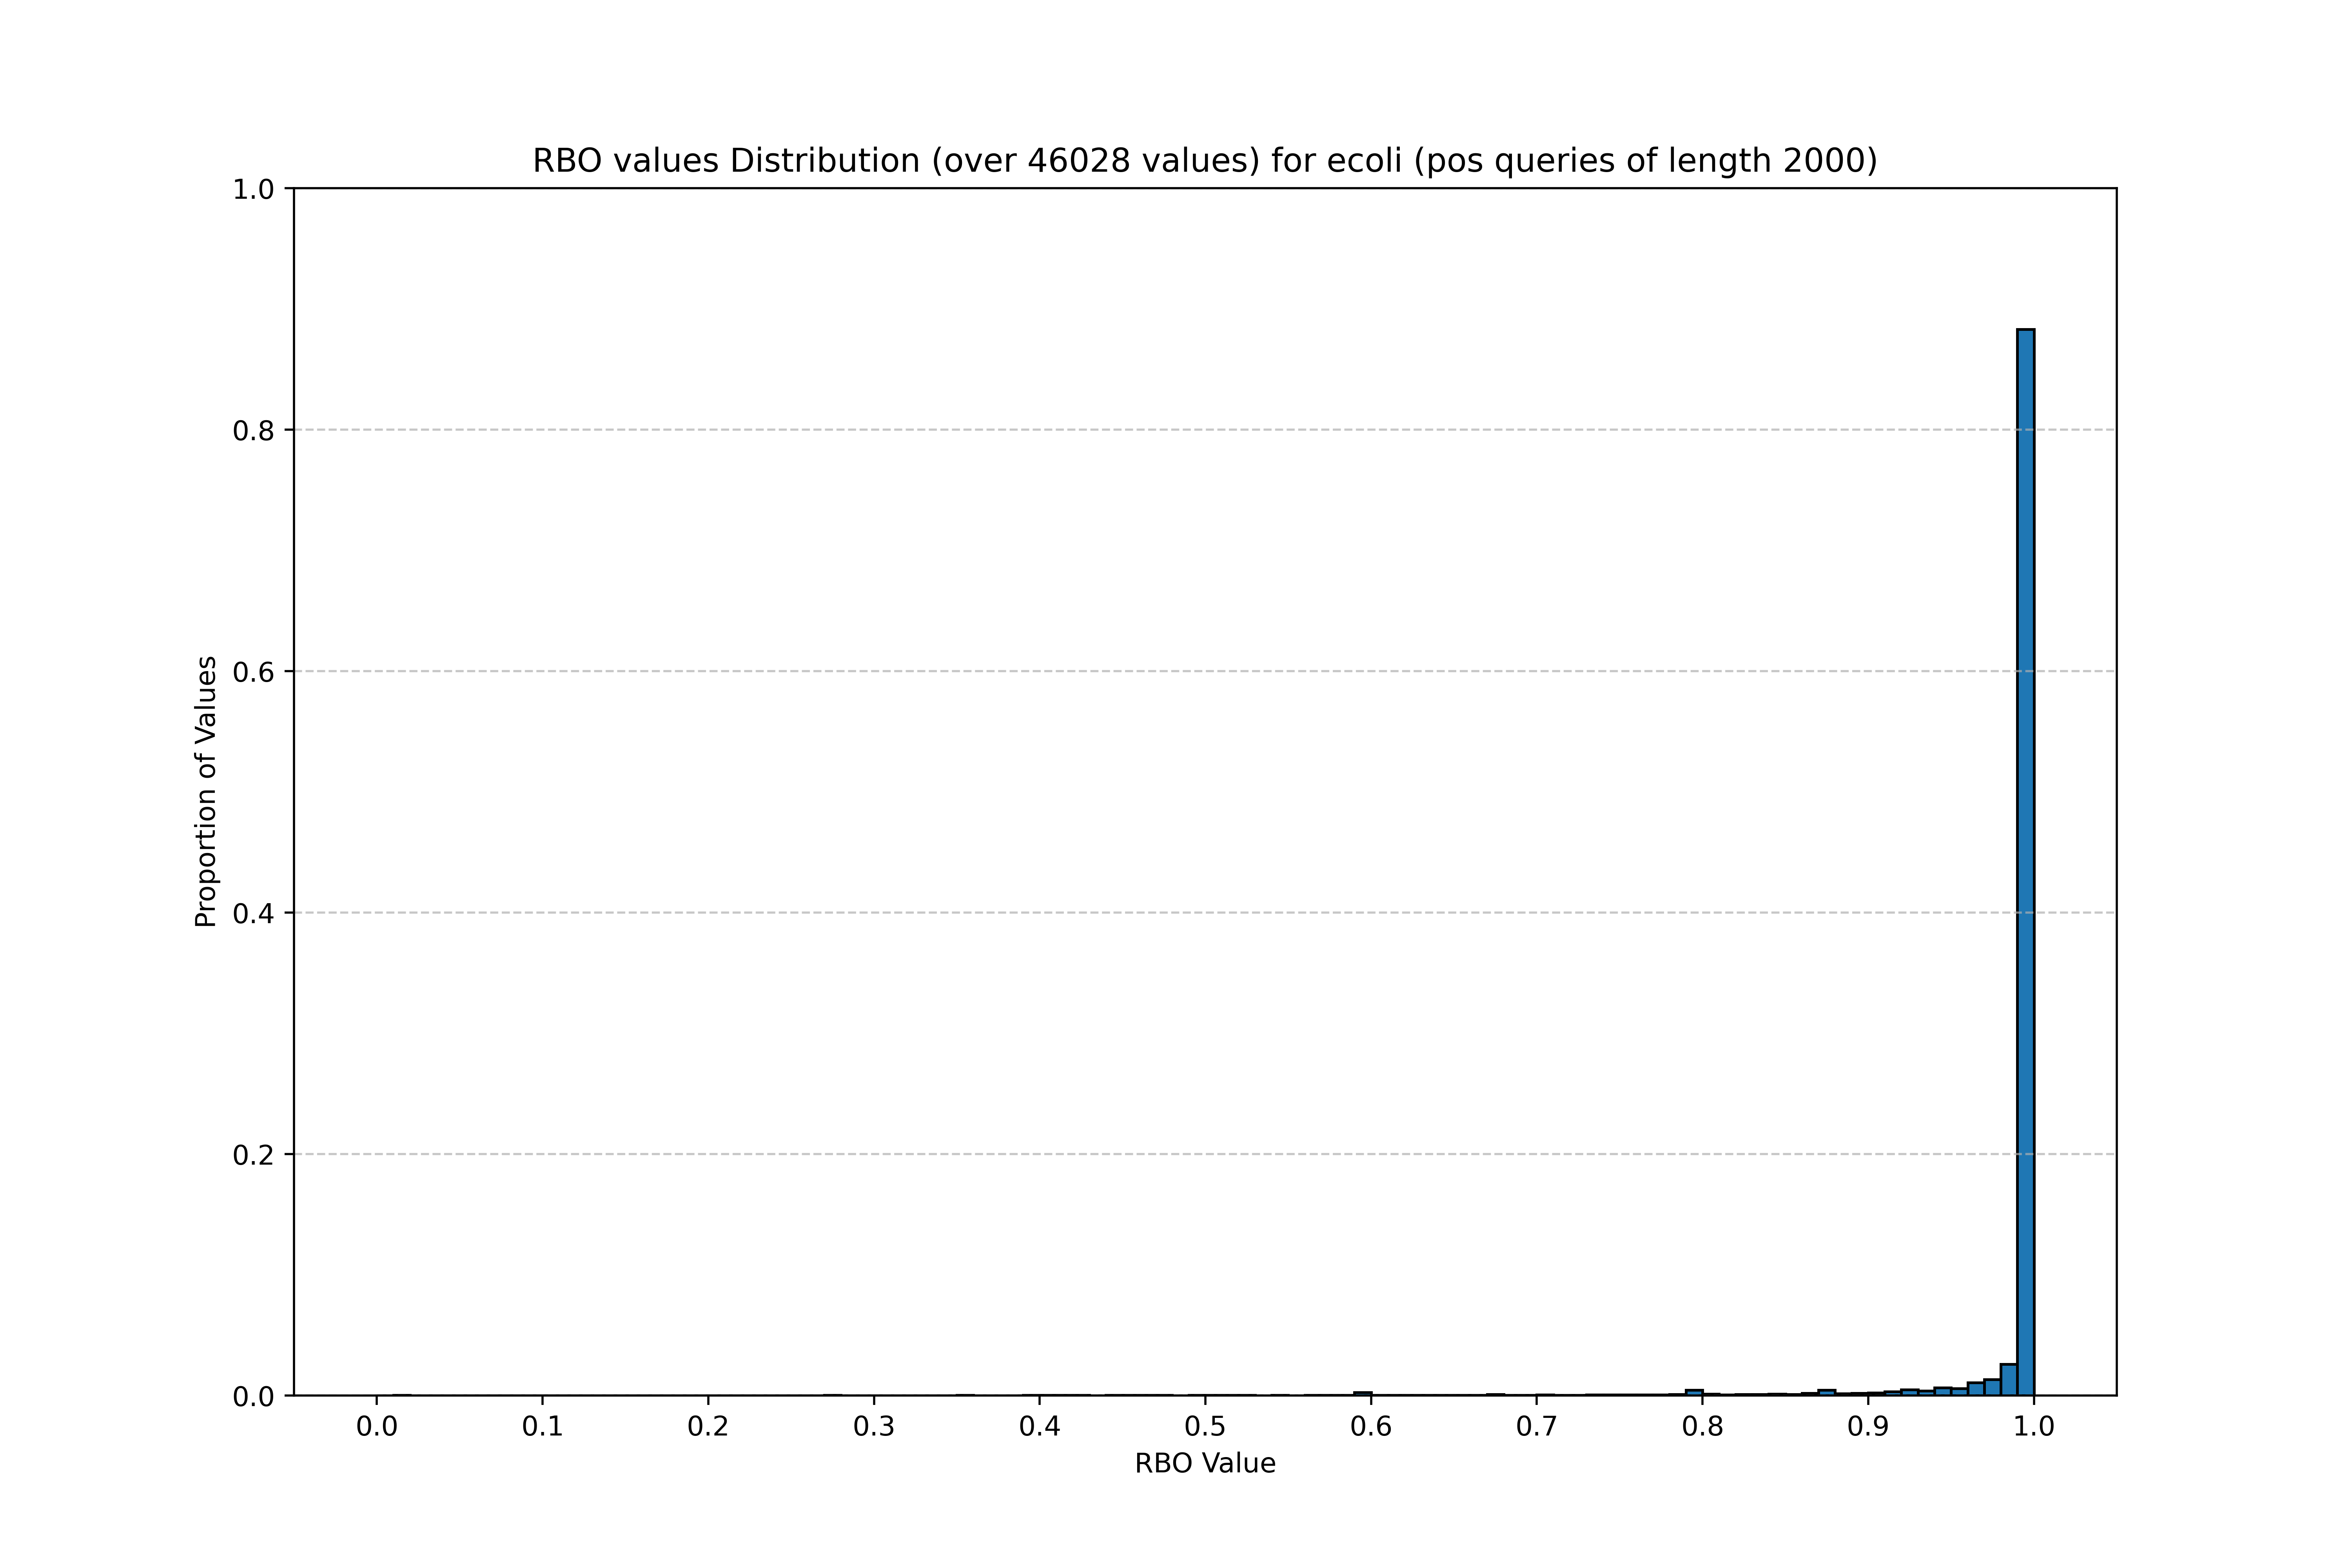 RBO values Distribution (over 46028 values) for ecoli (pos queries of length 2000)
1.0
0.8
0.6
0.4
0.2
0.0
Proportion of Values
0.0 0.1 0.2 0.3 0.4 0.5 0.6 0.7 0.8 0.9 1.0
RBO Value